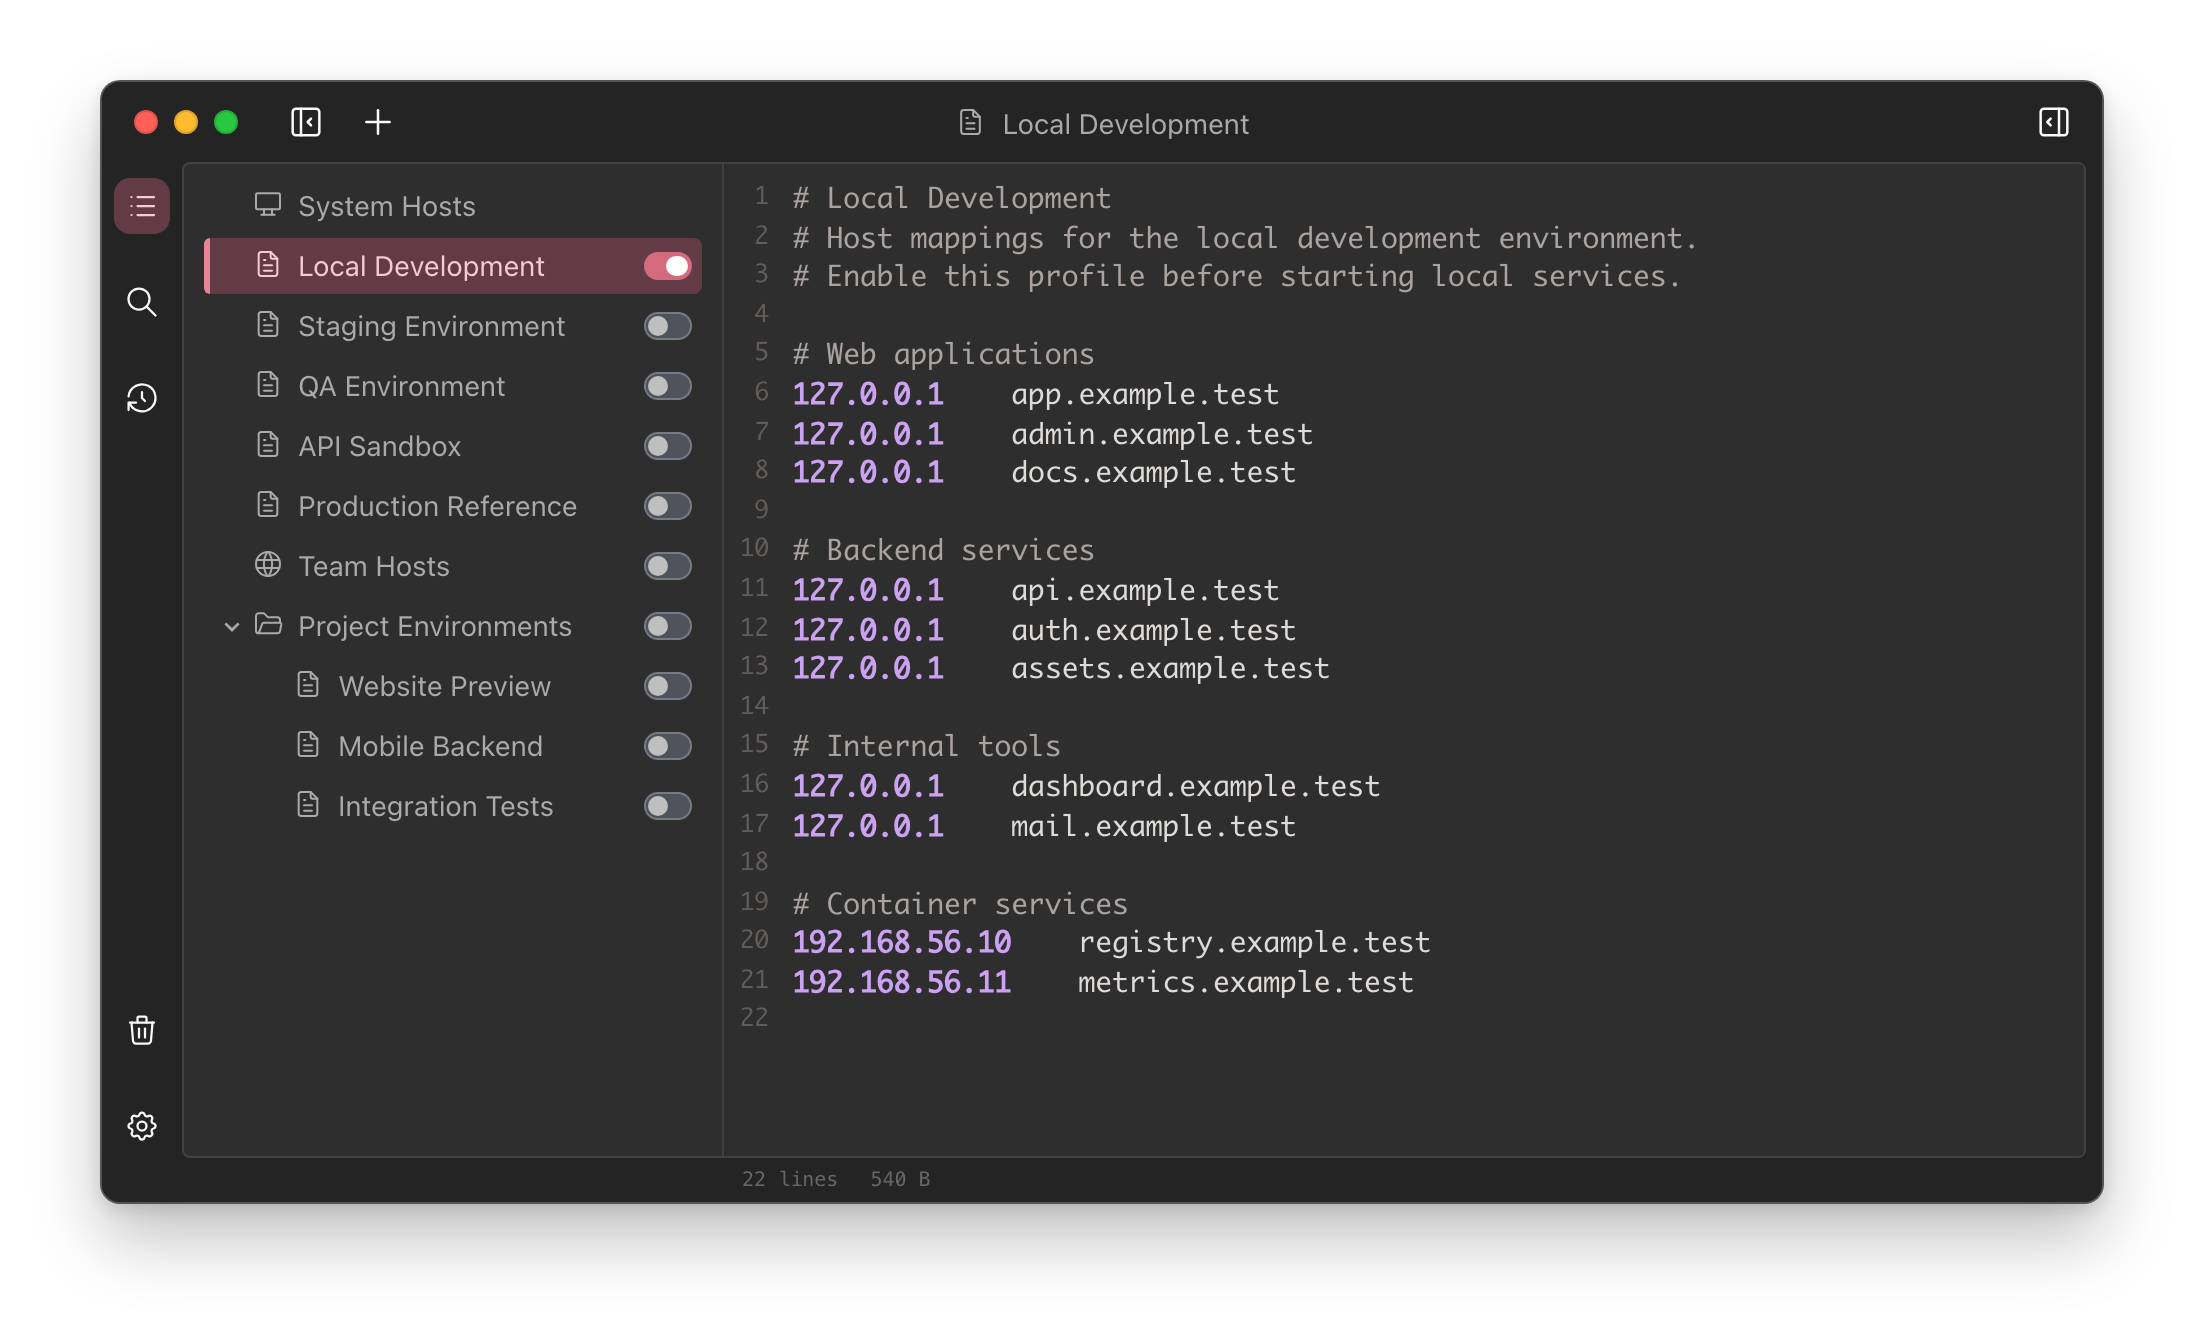 Local Development
System Hosts
Local Development
Staging Environment
QA Environment
API Sandbox
Production Reference
Team Hosts
Project Environments
Website Preview
Mobile Backend
Integration Tests
1 # Local Development
2 # Host mappings for the local development environment.
3 # Enable this profile before starting local services.
4
5 # Web applications
6 127.0.0.1    app.example.test
7 127.0.0.1    admin.example.test
8 127.0.0.1    docs.example.test
9
10 # Backend services
11 127.0.0.1    api.example.test
12 127.0.0.1    auth.example.test
13 127.0.0.1    assets.example.test
14
15 # Internal tools
16 127.0.0.1    dashboard.example.test
17 127.0.0.1    mail.example.test
18
19 # Container services
20 192.168.56.10    registry.example.test
21 192.168.56.11    metrics.example.test
22
22 lines   540 B